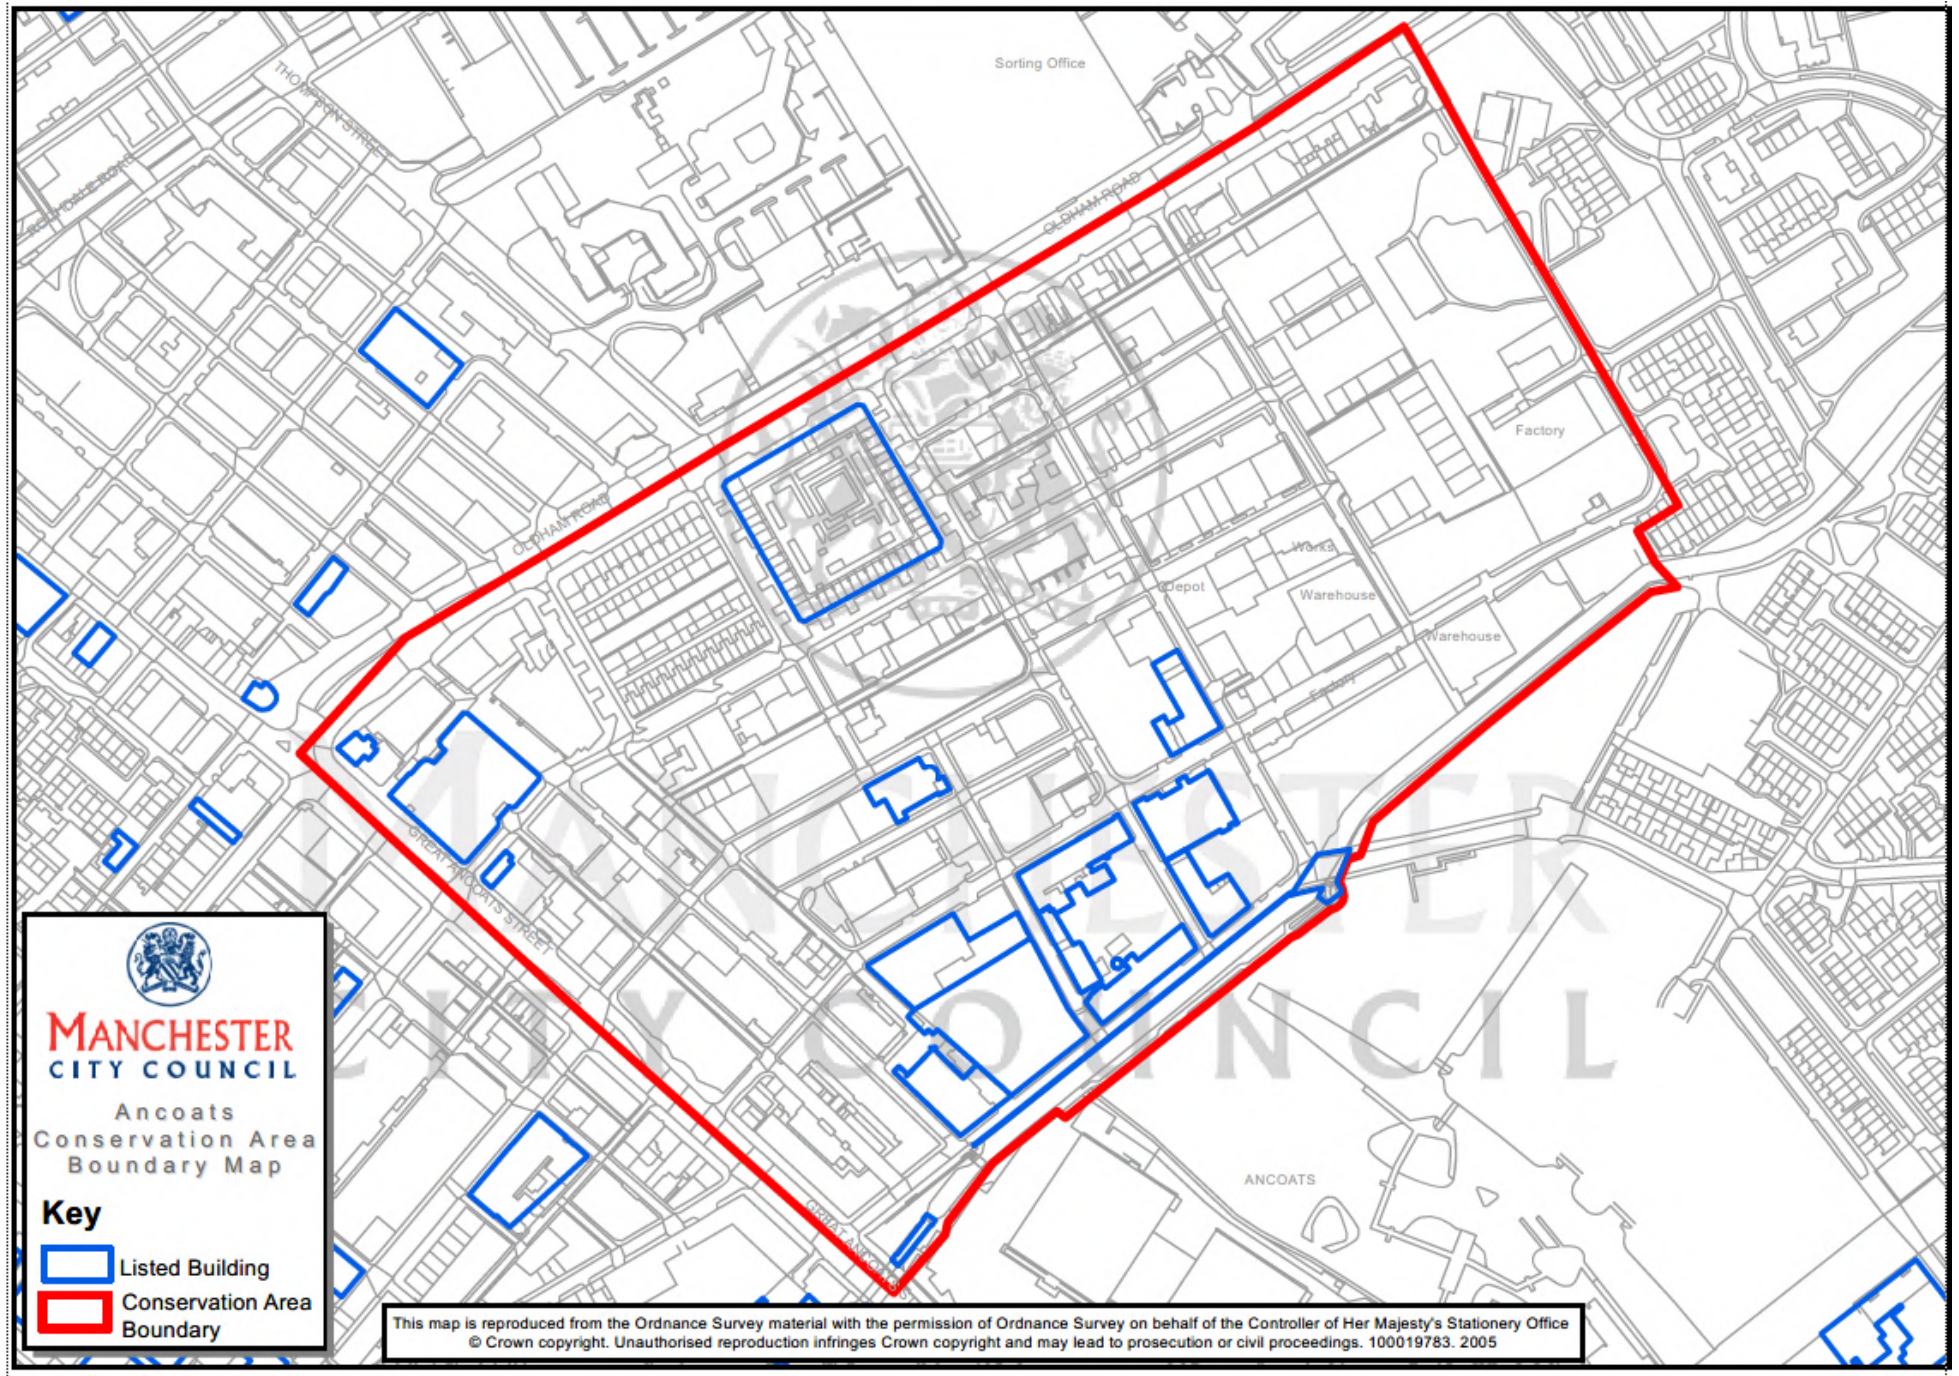 Sorting Office
THOMPSON STREET
ROCHDALE ROAD
OLDHAM ROAD
OLDHAM ROAD
Factory
Works
Depot
Warehouse
Warehouse
Factory
GREAT ANCOATS STREET
GREAT ANCOATS ST
ANCOATS
MANCHESTER
CITY COUNCIL
MANCHESTER
CITY COUNCIL
Ancoats
Conservation Area
Boundary Map
Key
Listed Building
Conservation Area
Boundary
This map is reproduced from the Ordnance Survey material with the permission of Ordnance Survey on behalf of the Controller of Her Majesty's Stationery Office
© Crown copyright. Unauthorised reproduction infringes Crown copyright and may lead to prosecution or civil proceedings. 100019783. 2005